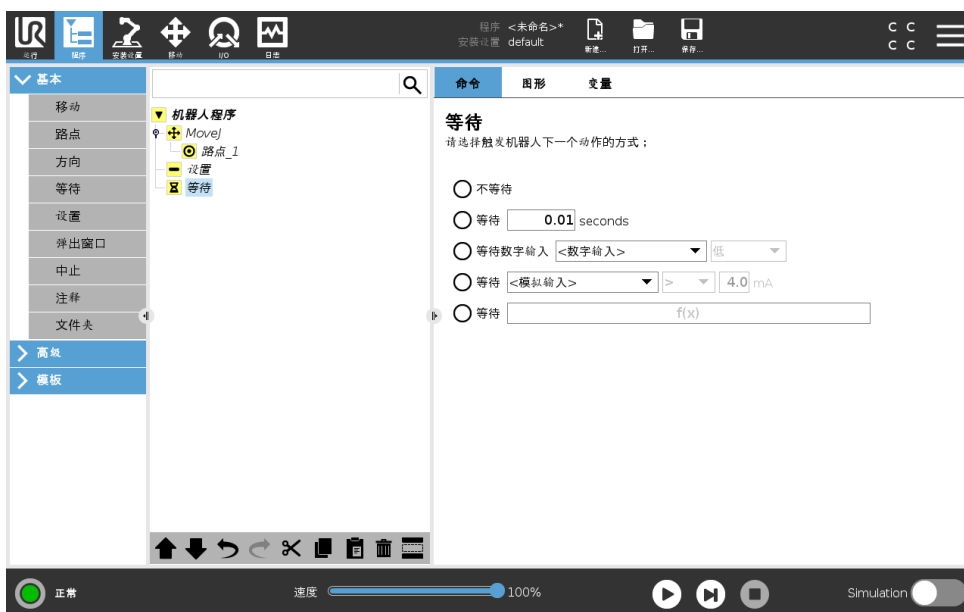 程序 <未命名>*
安装设置 default
新建...
打开...
保存...
C C
C C
运行
程序
安装设置
移动
I/O
日志
基本
移动
路点
方向
等待
设置
弹出窗口
中止
注释
文件夹
高级
模板
机器人程序
MoveJ
路点_1
设置
等待
命令 图形 变量
等待
请选择触发机器人下一个动作的方式；
不等待
等待 0.01 seconds
等待数字输入 <数字输入> 低
等待 <模拟输入> > 4.0 mA
等待 f(x)
正常
速度 100%
Simulation